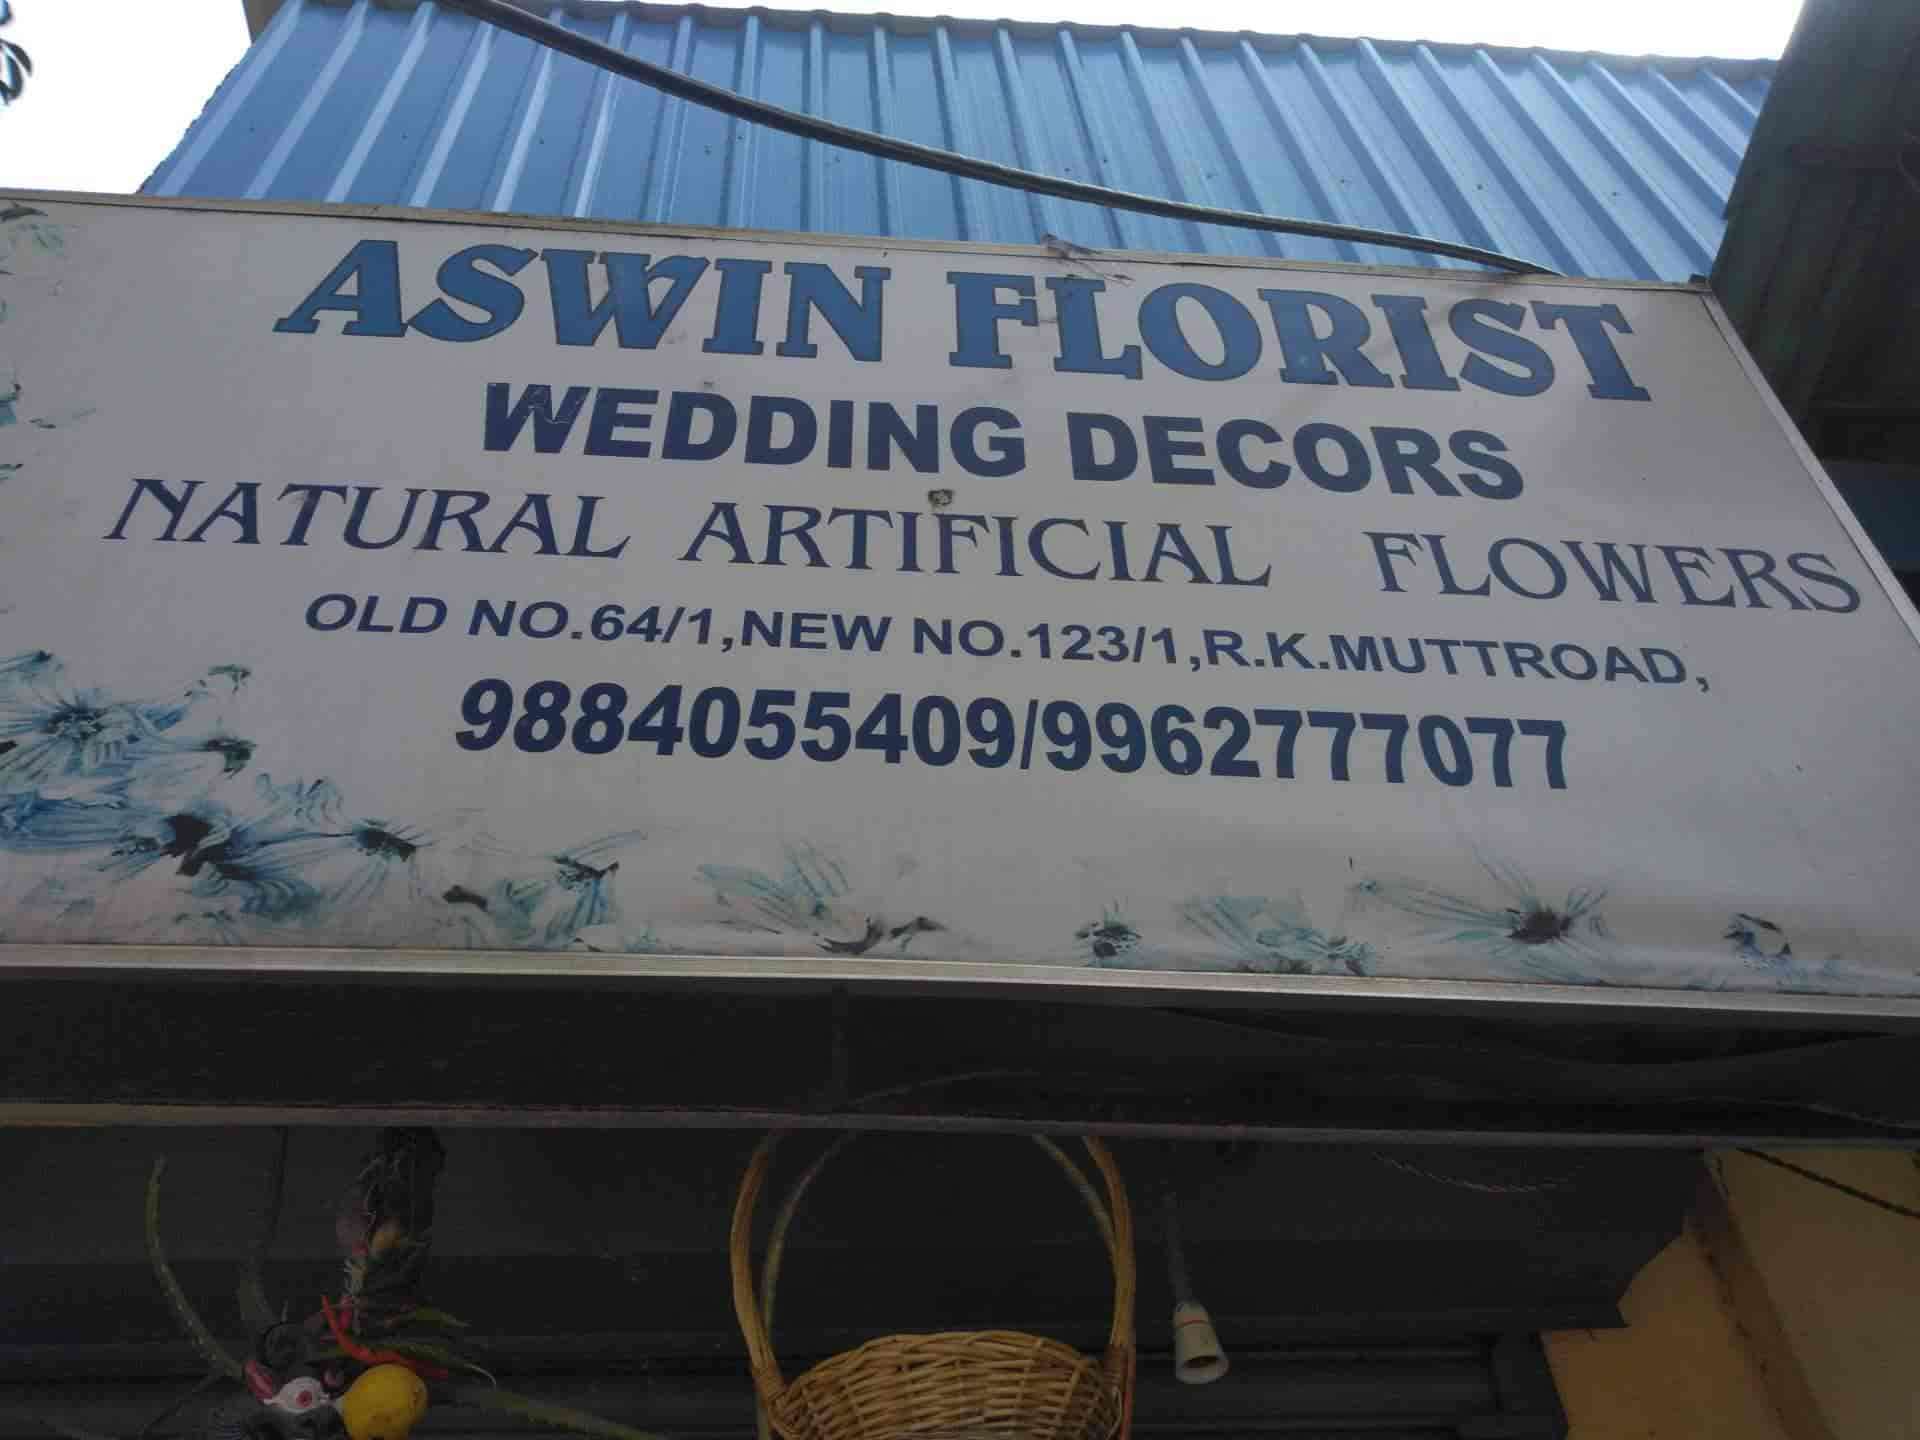 ASWIN FLORIST
WEDDING DECORS
NATURAL ARTIFICIAL FLOWERS
OLD NO.64/1,NEW NO.123/1,R.K.MUTTROAD,
9884055409/9962777077